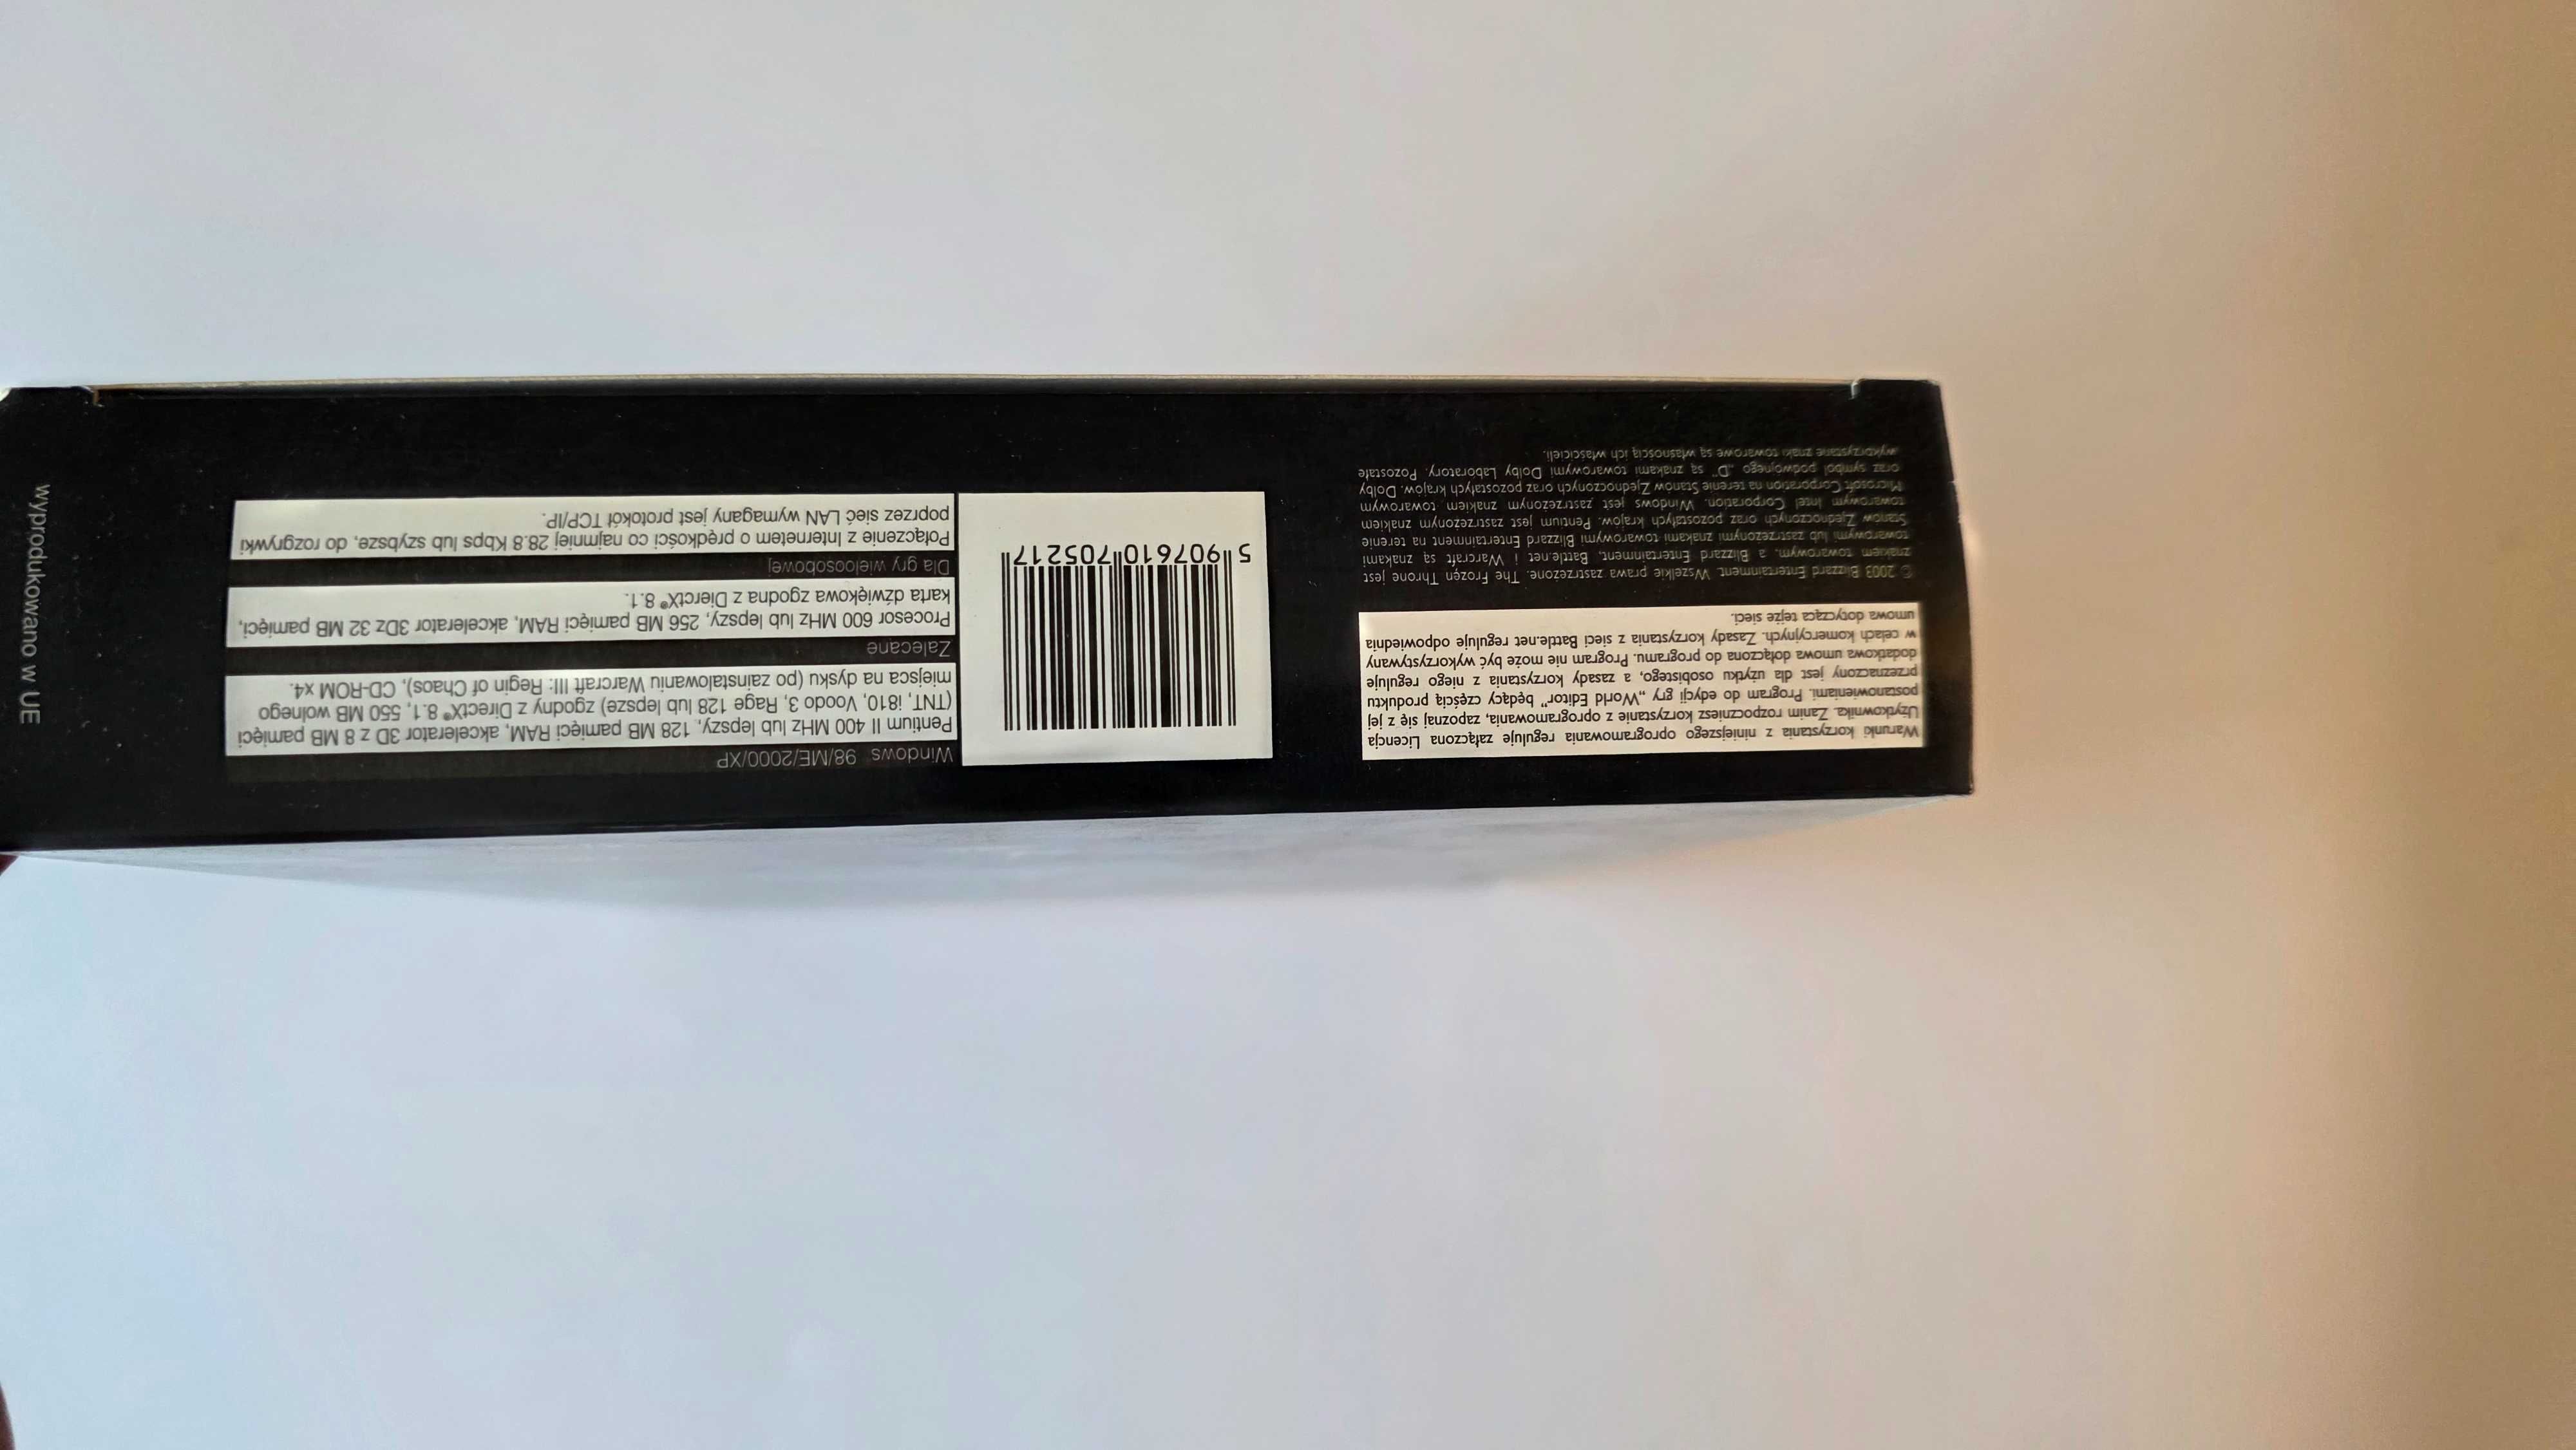 Warunki korzystania z niniejszego oprogramowania reguluje załączona Licencja
Użytkownika. Zanim rozpoczniesz korzystanie z oprogramowania, zapoznaj się z jej
postanowieniami. Program do edycji gry „World Editor” będący częścią produktu
przeznaczony jest dla użytku osobistego, a zasady korzystania z niego reguluje
dodatkowa umowa dołączona do programu. Program nie może być wykorzystywany
w celach komercyjnych. Zasady korzystania z sieci Battle.net reguluje odpowiednia
umowa dotycząca tejże sieci.
© 2003 Blizzard Entertainment. Wszelkie prawa zastrzeżone. The Frozen Throne jest
znakiem towarowym, a Blizzard Entertainment, Battle.net i Warcraft są znakami
towarowymi lub zastrzeżonymi znakami towarowymi Blizzard Entertainment na terenie
Stanów Zjednoczonych oraz pozostałych krajów. Pentium jest zastrzeżonym znakiem
towarowym Intel Corporation. Windows jest zastrzeżonym znakiem towarowym
Microsoft Corporation na terenie Stanów Zjednoczonych oraz pozostałych krajów. Dolby
oraz symbol podwójnego „D” są znakami towarowymi Dolby Laboratory. Pozostałe
wykorzystane znaki towarowe są własnością ich właścicieli.
5 907610 705217
Windows 98/ME/2000/XP
Pentium II 400 MHz lub lepszy, 128 MB pamięci RAM, akcelerator 3D z 8 MB pamięci
(TNT, i810, Voodo 3, Rage 128 lub lepsze) zgodny z DirectX® 8.1, 550 MB wolnego
miejsca na dysku (po zainstalowaniu Warcraft III: Regin of Chaos), CD-ROM x4.
Zalecane
Procesor 600 MHz lub lepszy, 256 MB pamięci RAM, akcelerator 3Dz 32 MB pamięci,
karta dźwiękowa zgodna z DierctX® 8.1.
Dla gry wieloosobowej
Połączenie z Internetem o prędkości co najmniej 28.8 Kbps lub szybsze, do rozgrywki
poprzez sieć LAN wymagany jest protokół TCP/IP.
wyprodukowano w UE